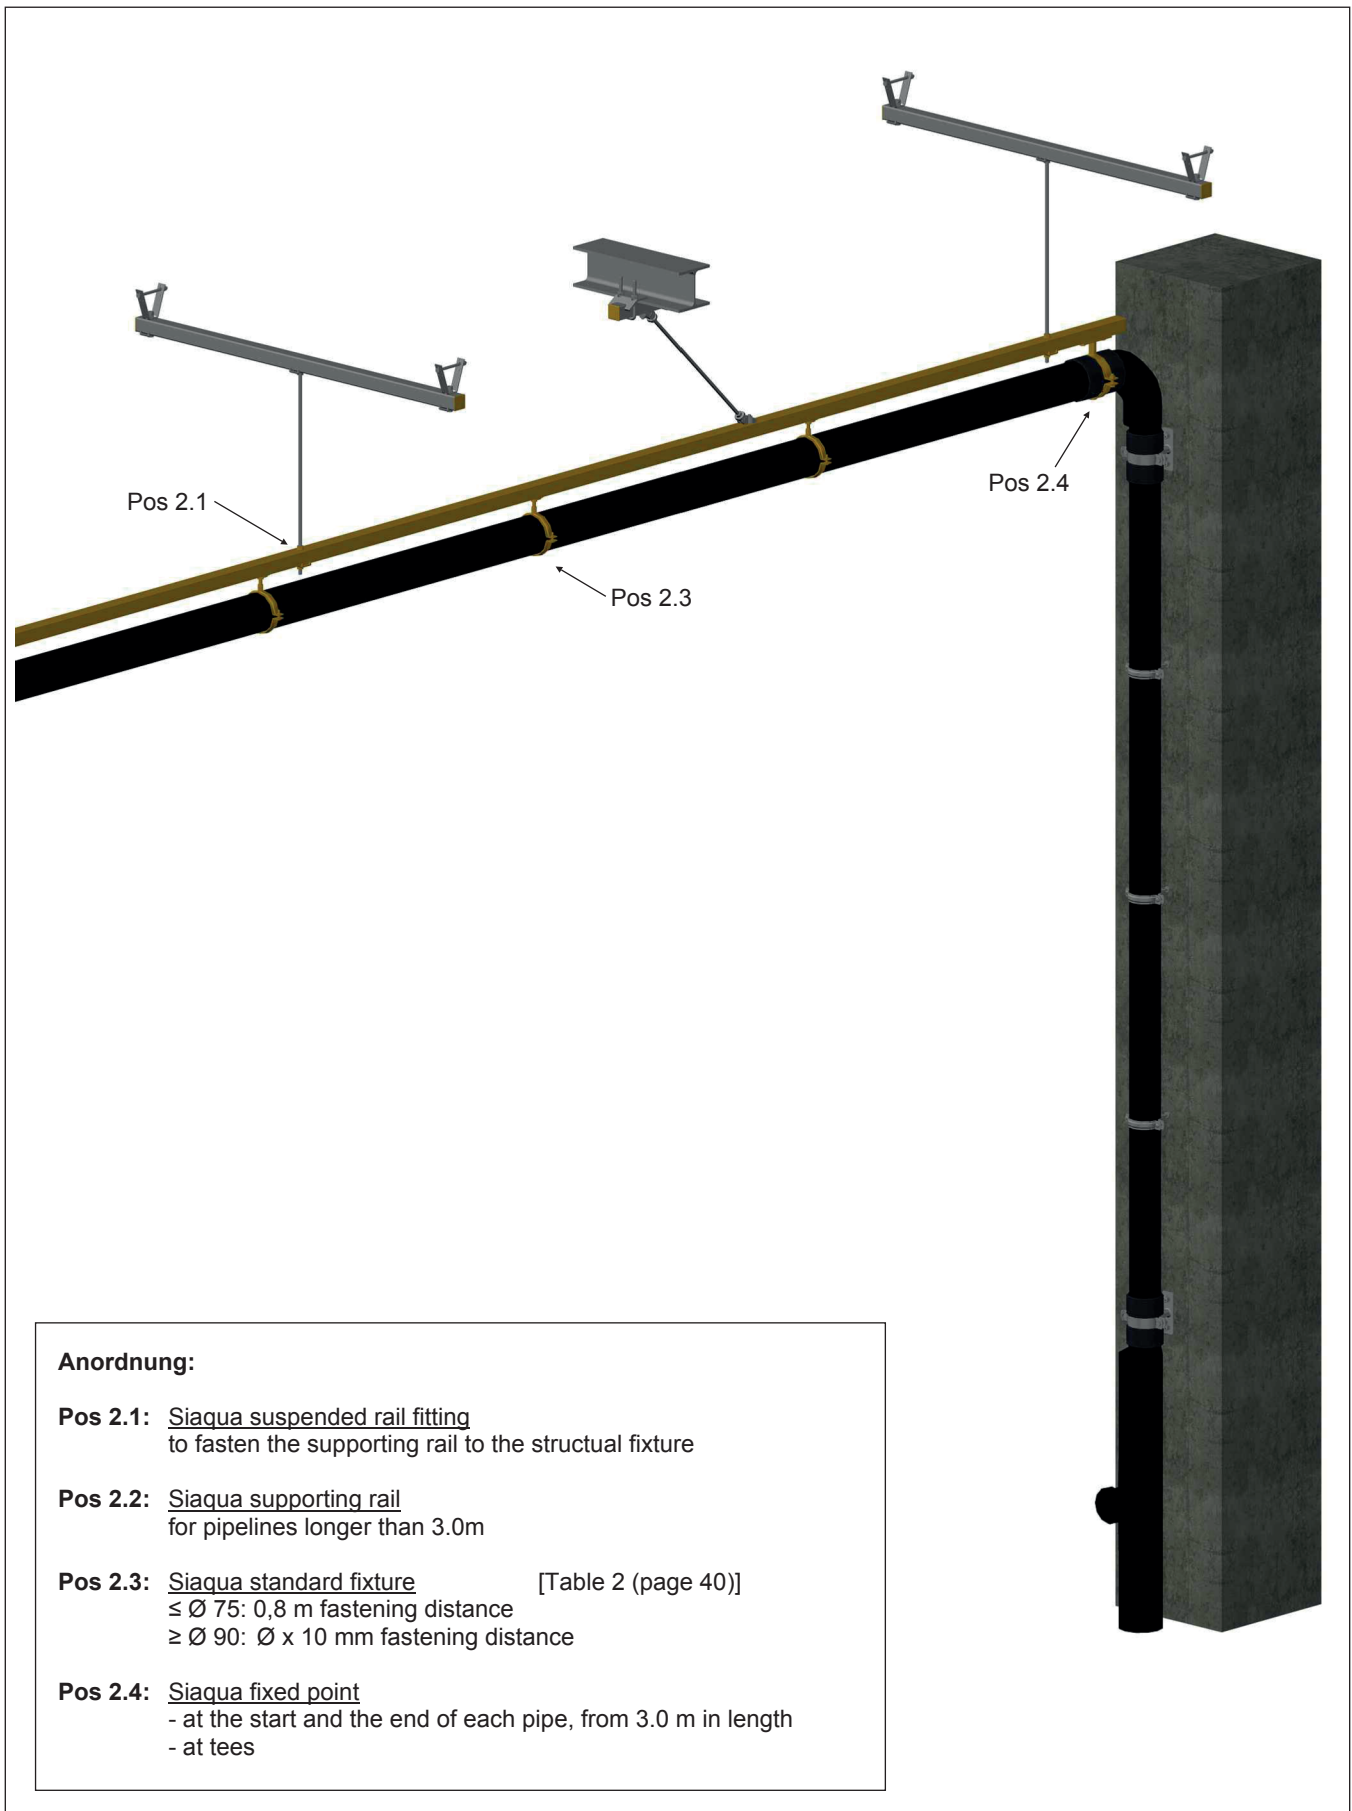 Pos 2.1
Pos 2.4
Pos 2.3
Anordnung:
Pos 2.1: Siaqua suspended rail fitting
to fasten the supporting rail to the structual fixture
Pos 2.2: Siaqua supporting rail
for pipelines longer than 3.0m
Pos 2.3: Siaqua standard fixture [Table 2 (page 40)]
≤ Ø 75: 0,8 m fastening distance
≥ Ø 90: Ø x 10 mm fastening distance
Pos 2.4: Siaqua fixed point
- at the start and the end of each pipe, from 3.0 m in length
- at tees